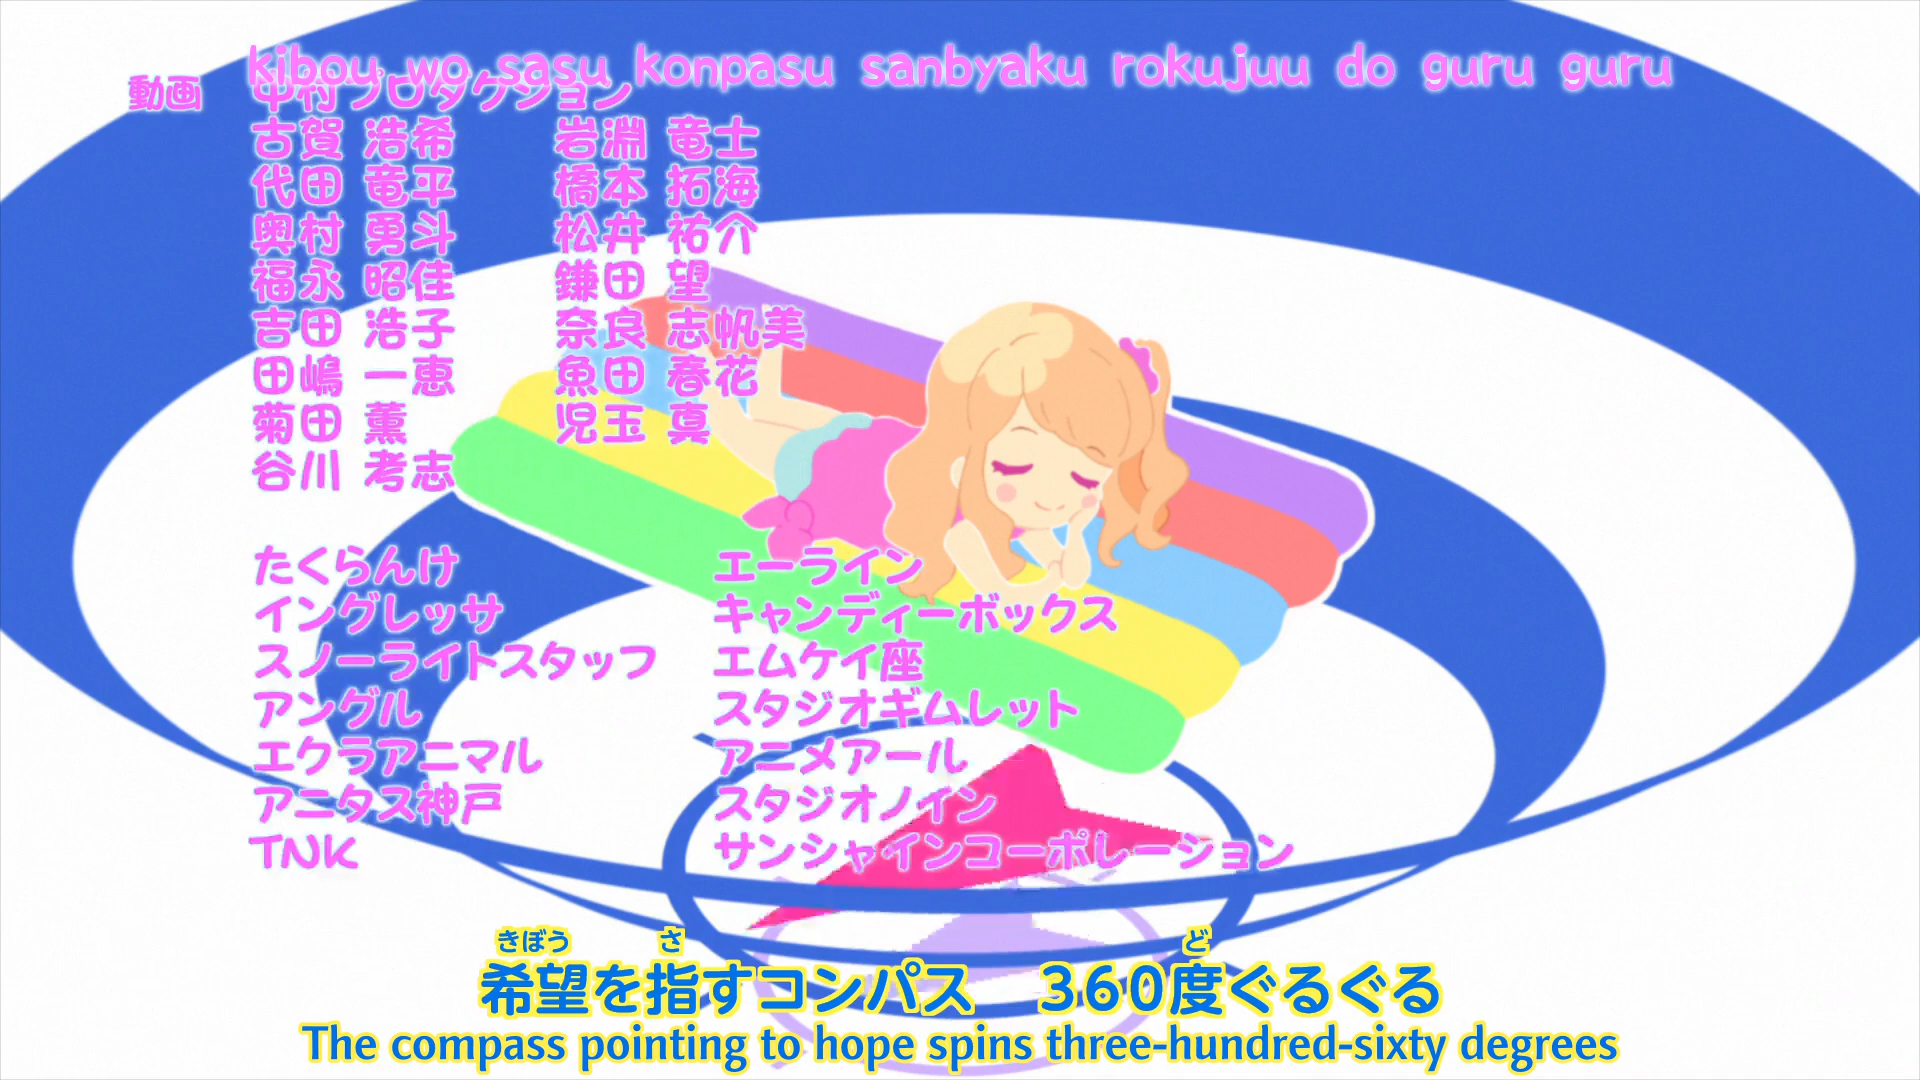 kibou wo sasu konpasu sanbyaku rokujuu do guru guru
動画　中村プロダクション
古賀 浩希　岩淵 竜士
代田 竜平　橋本 拓海
奥村 勇斗　松井 祐介
福永 昭佳　鎌田 望
吉田 浩子　奈良 志帆美
田嶋 一恵　魚田 春花
菊田 薫　児玉 真
谷川 考志
たくらんけ　エーライン
イングレッサ　キャンディーボックス
スノーライトスタッフ　エムケイ座
アングル　スタジオギムレット
エクラアニマル　アニメアール
アニタス神戸　スタジオノイン
TNK　サンシャインコーポレーション
きぼう　さ　ど
希望を指すコンパス　３６０度ぐるぐる
The compass pointing to hope spins three-hundred-sixty degrees